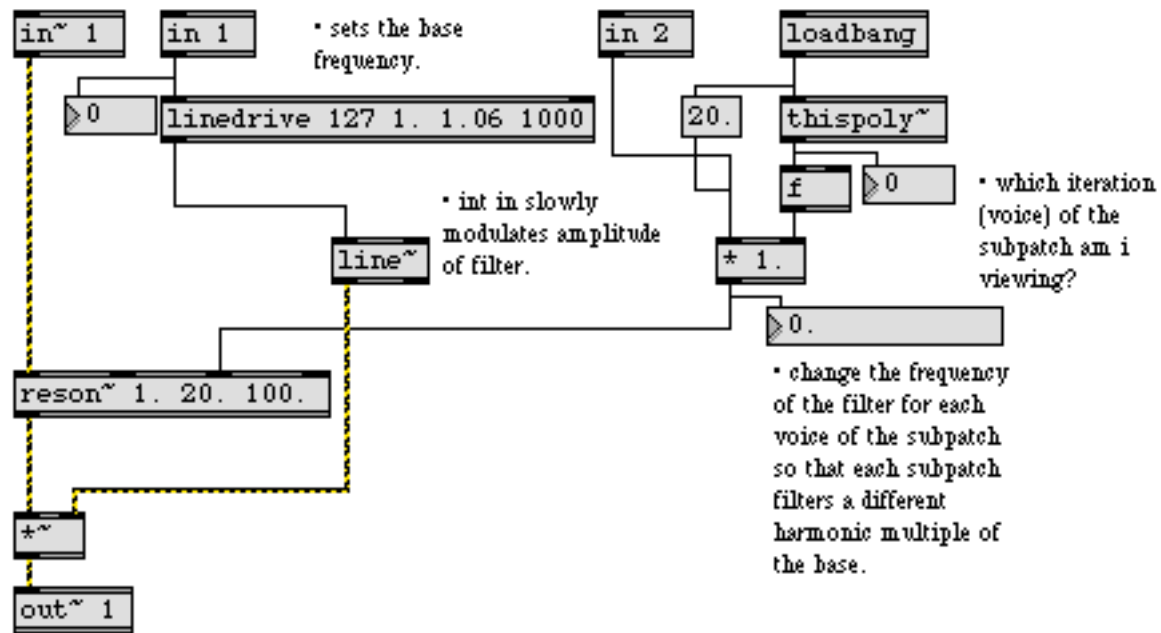 in~ 1
in 1
• sets the base
frequency.
in 2
loadbang
0
linedrive 127 1. 1.06 1000
20.
thispoly~
f
0
• which iteration
(voice) of the
subpatch am i
viewing?
• int in slowly
modulates amplitude
of filter.
line~
* 1.
0.
reson~ 1. 20. 100.
• change the frequency
of the filter for each
voice of the subpatch
so that each subpatch
filters a different
harmonic multiple of
the base.
*~
out~ 1